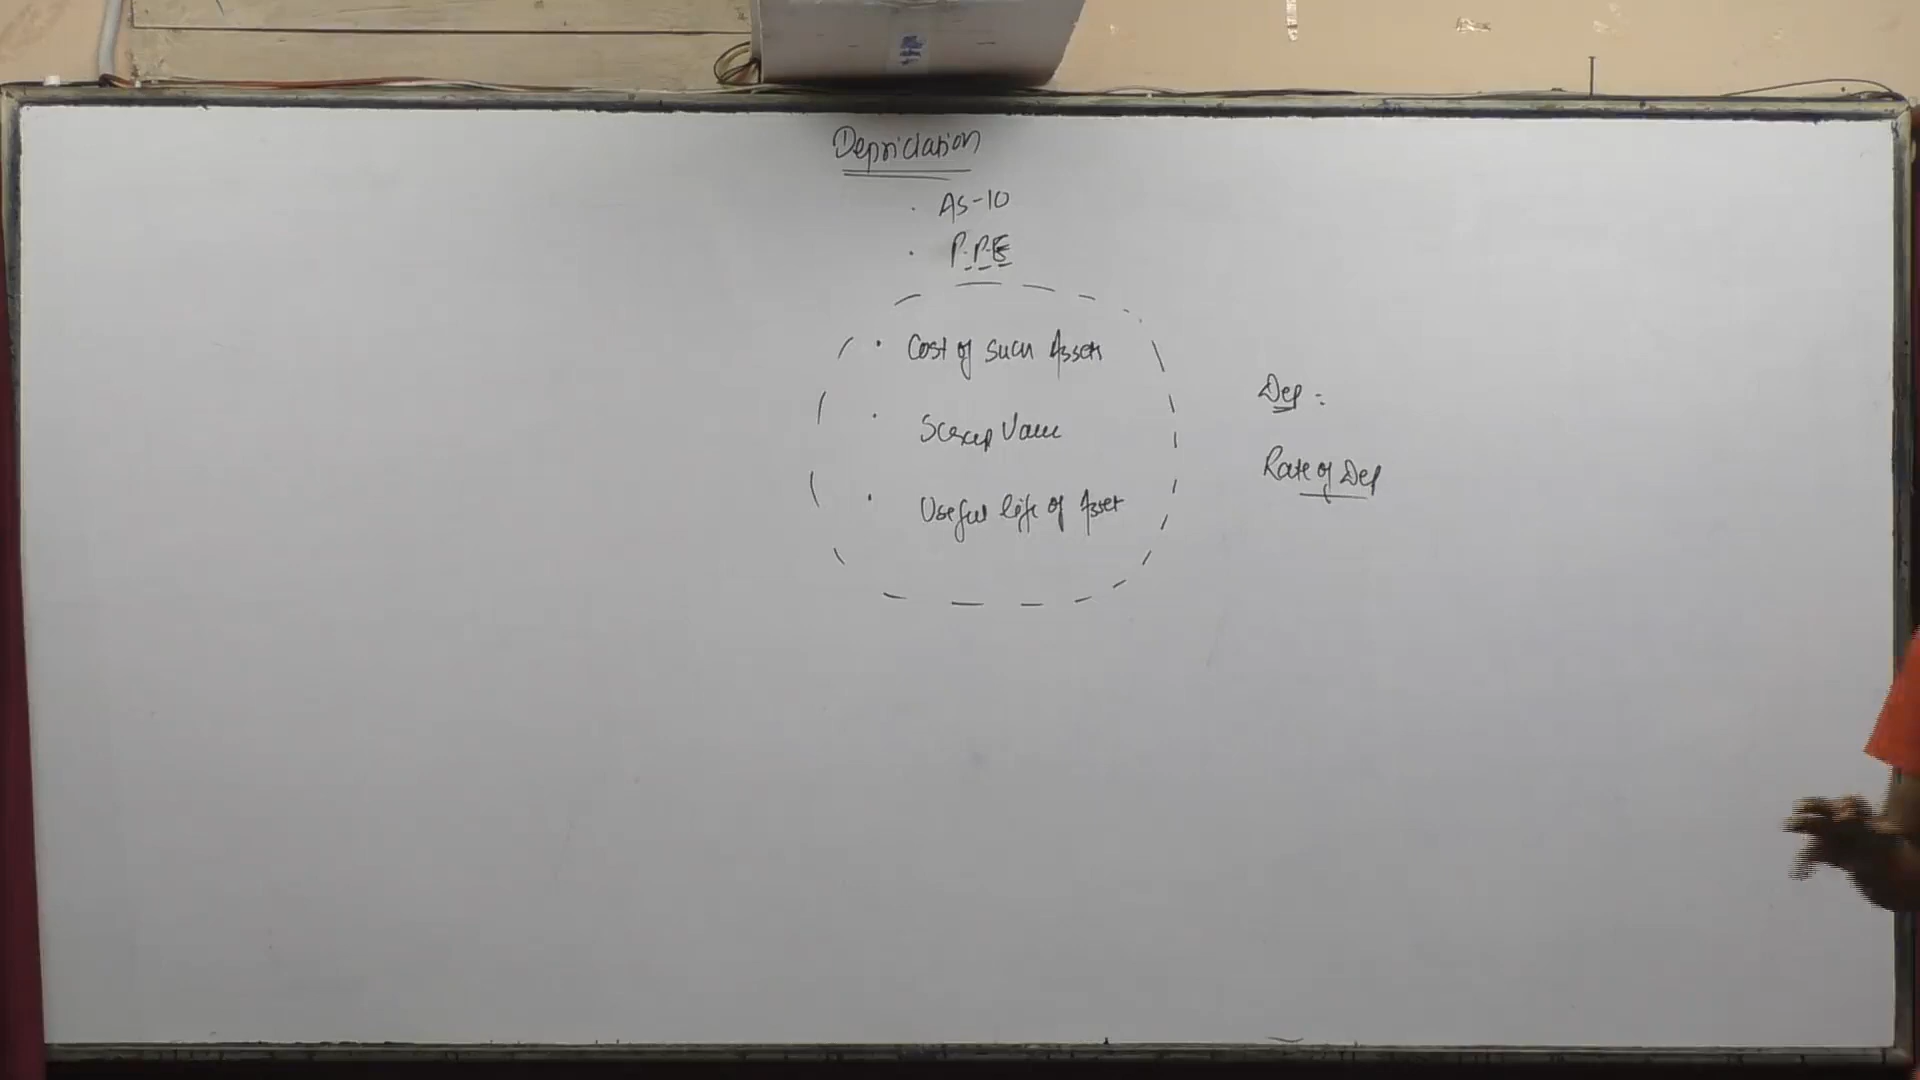 Depriciation
· AS-10
· P.P.E
· Cost of such Assets
· Scrap Value
· Useful life of Asset
Dep :
Rate of Dep